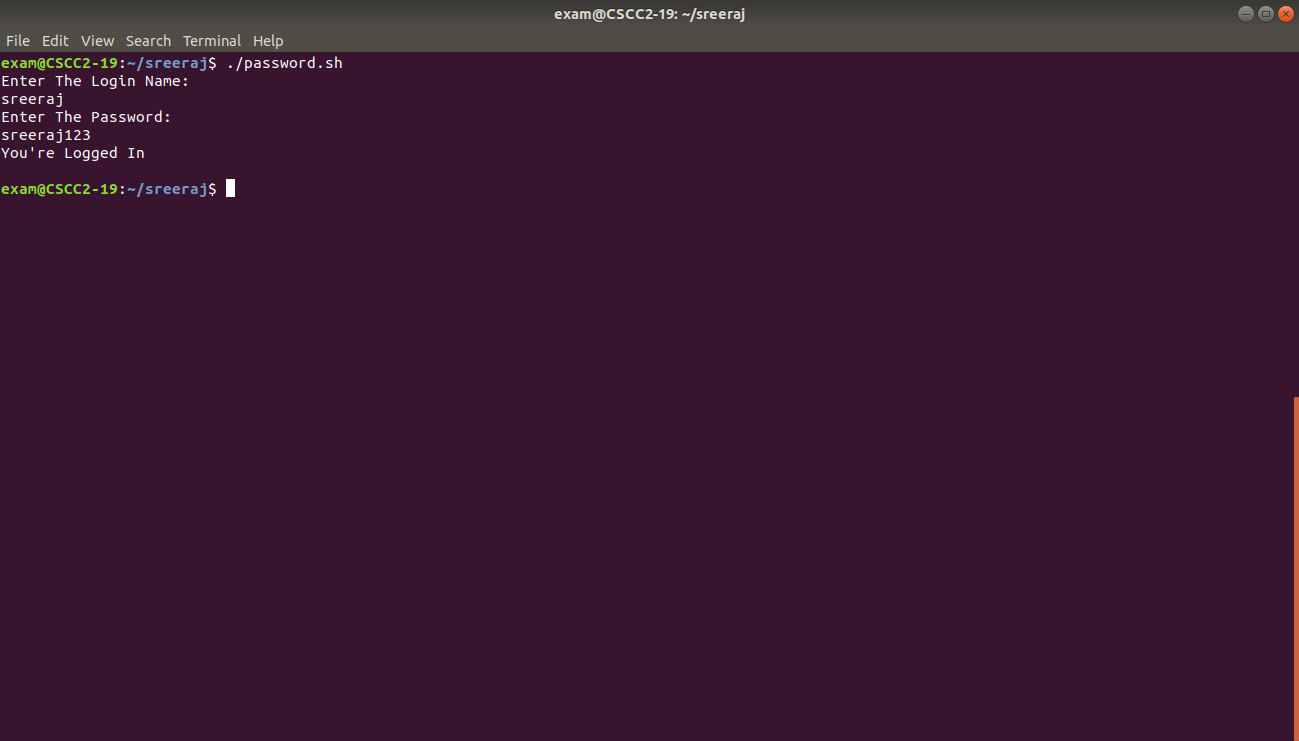 exam@CSCC2-19: ~/sreeraj
File Edit View Search Terminal Help
exam@CSCC2-19:~/sreeraj$ ./password.sh
Enter The Login Name:
sreeraj
Enter The Password:
sreeraj123
You're Logged In
exam@CSCC2-19:~/sreeraj$